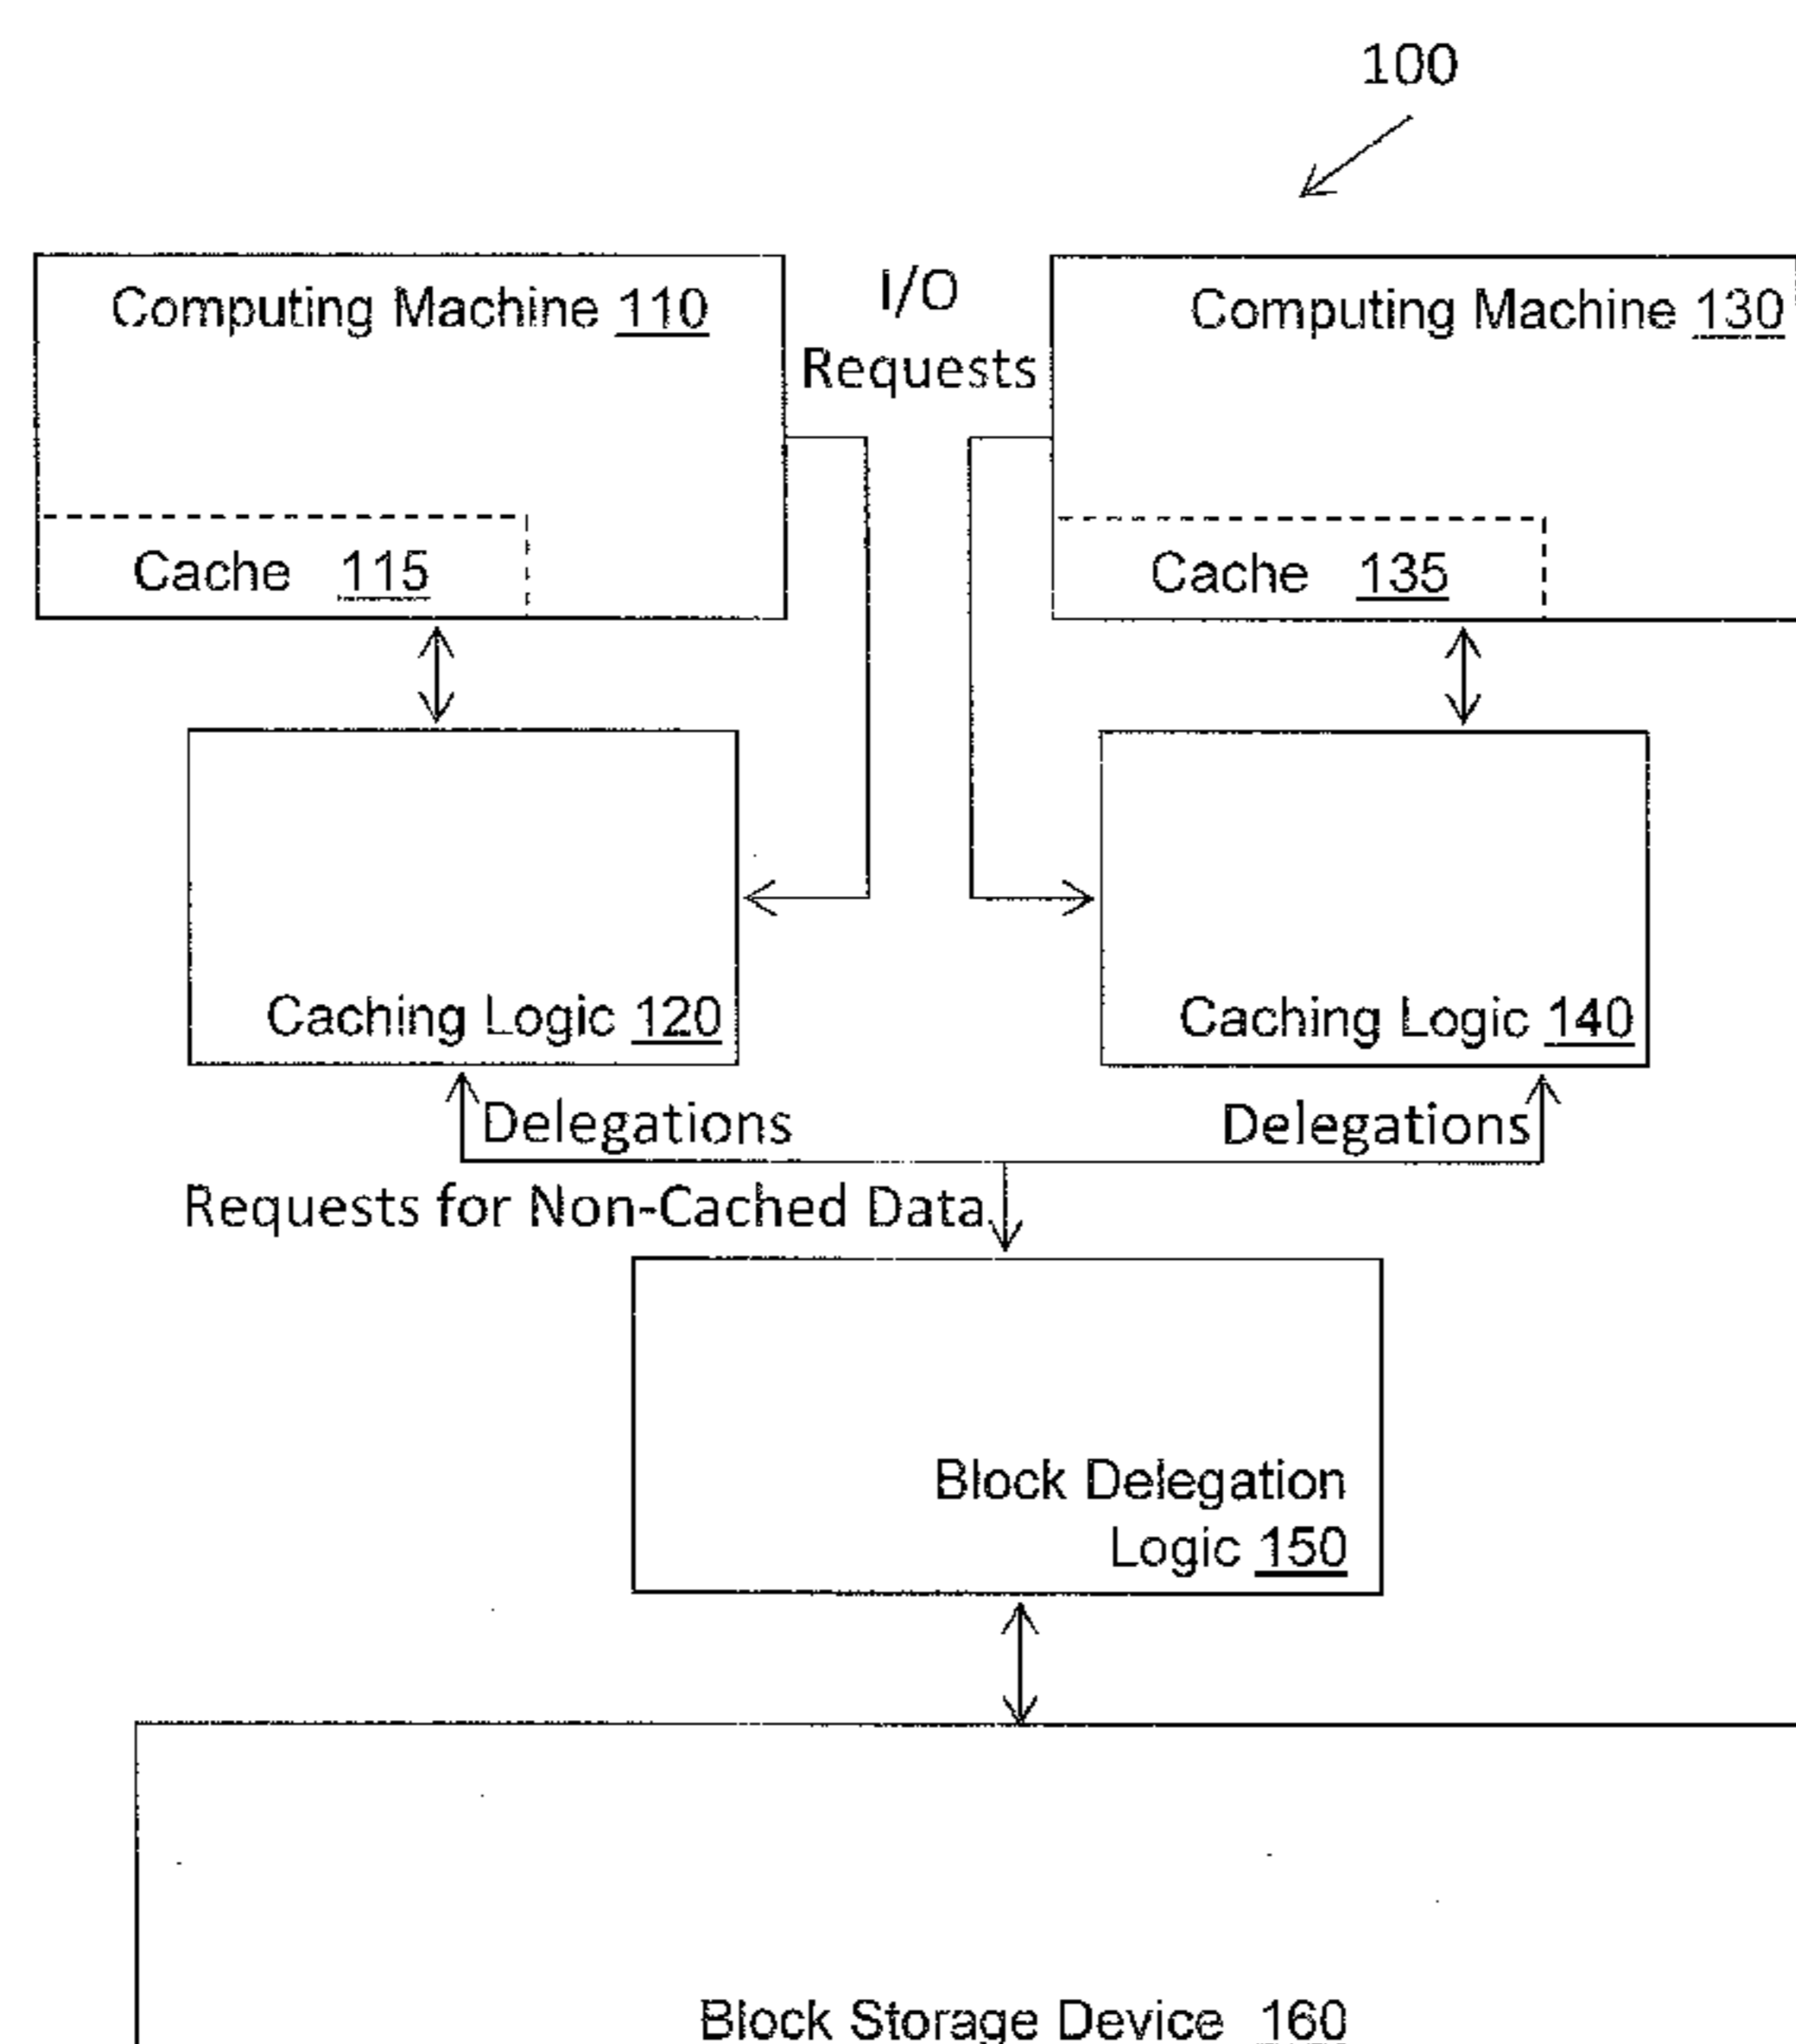 100
Computing Machine 110
I/O
Requests
Computing Machine 130
Cache 115
Cache 135
Caching Logic 120
Caching Logic 140
Delegations
Delegations
Requests for Non-Cached Data
Block Delegation
Logic 150
Block Storage Device 160